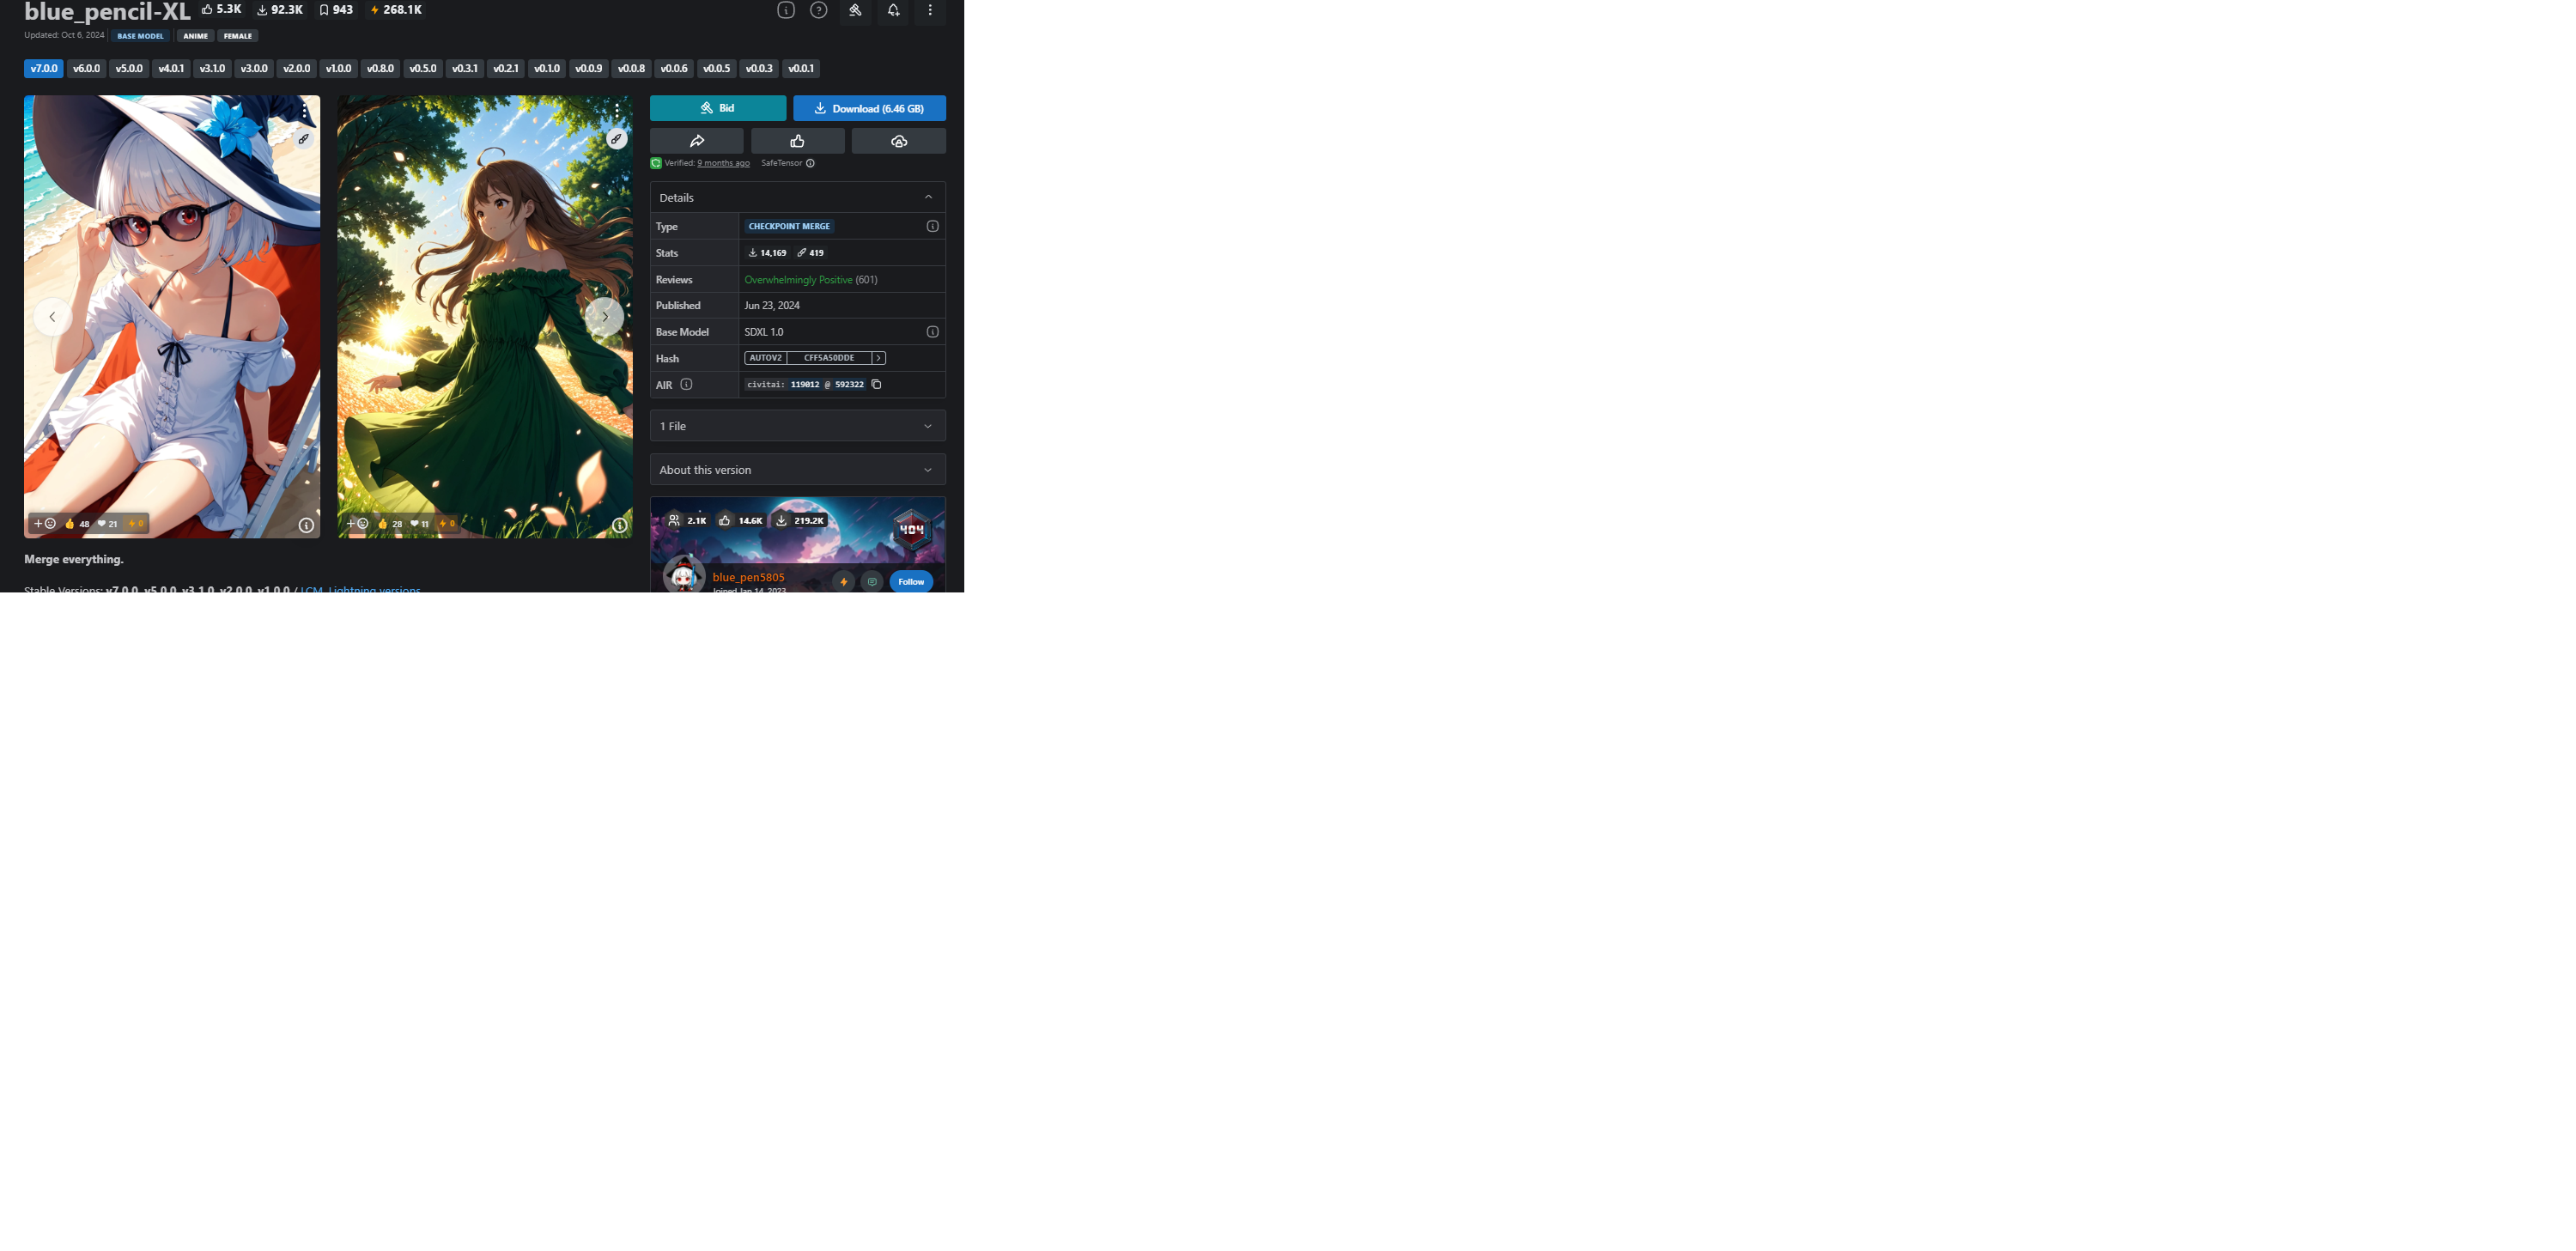 blue_pencil-XL 5.3K 92.3K 943 268.1K
Updated: Oct 6, 2024 BASE MODEL ANIME FEMALE
v7.0.0 v6.0.0 v5.0.0 v4.0.1 v3.1.0 v3.0.0 v2.0.0 v1.0.0 v0.8.0 v0.5.0 v0.3.1 v0.2.1 v0.1.0 v0.0.9 v0.0.8 v0.0.6 v0.0.5 v0.0.3 v0.0.1
Bid Download (6.46 GB)
Verified: 9 months ago SafeTensor
Details
Type CHECKPOINT MERGE
Stats 14,169 419
Reviews Overwhelmingly Positive (601)
Published Jun 23, 2024
Base Model SDXL 1.0
Hash AUTOV2 CFF5A50DDE
AIR civitai: 119012 @ 592322
1 File
About this version
48 21 0
28 11 0
2.1K 14.6K 219.2K
404
Merge everything.
blue_pen5805 Follow
Stable Versions: v7.0.0, v5.0.0, v3.1.0, v2.0.0, v1.0.0 / LCM, Lightning versions
Joined Jan 14, 2023